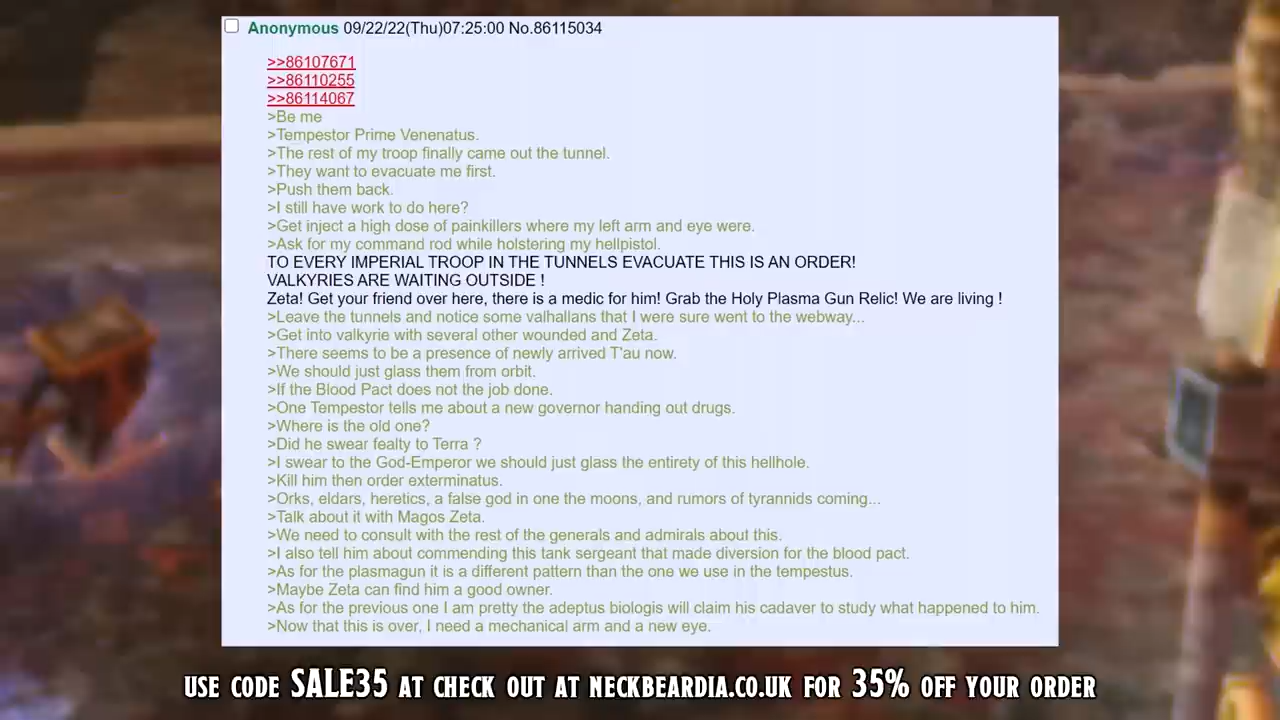 Anonymous 09/22/22(Thu)07:25:00 No.86115034
>>86107671
>>86110255
>>86114067
>Be me
>Tempestor Prime Venenatus.
>The rest of my troop finally came out the tunnel.
>They want to evacuate me first.
>Push them back.
>I still have work to do here?
>Get inject a high dose of painkillers where my left arm and eye were.
>Ask for my command rod while holstering my hellpistol.
TO EVERY IMPERIAL TROOP IN THE TUNNELS EVACUATE THIS IS AN ORDER!
VALKYRIES ARE WAITING OUTSIDE !
Zeta! Get your friend over here, there is a medic for him! Grab the Holy Plasma Gun Relic! We are living !
>Leave the tunnels and notice some valhallans that I were sure went to the webway...
>Get into valkyrie with several other wounded and Zeta.
>There seems to be a presence of newly arrived T'au now.
>We should just glass them from orbit.
>If the Blood Pact does not the job done.
>One Tempestor tells me about a new governor handing out drugs.
>Where is the old one?
>Did he swear fealty to Terra ?
>I swear to the God-Emperor we should just glass the entirety of this hellhole.
>Kill him then order exterminatus.
>Orks, eldars, heretics, a false god in one the moons, and rumors of tyrannids coming...
>Talk about it with Magos Zeta.
>We need to consult with the rest of the generals and admirals about this.
>I also tell him about commending this tank sergeant that made diversion for the blood pact.
>As for the plasmagun it is a different pattern than the one we use in the tempestus.
>Maybe Zeta can find him a good owner.
>As for the previous one I am pretty the adeptus biologis will claim his cadaver to study what happened to him.
>Now that this is over, I need a mechanical arm and a new eye.
USE CODE SALE35 AT CHECK OUT AT NECKBEARDIA.CO.UK FOR 35% OFF YOUR ORDER